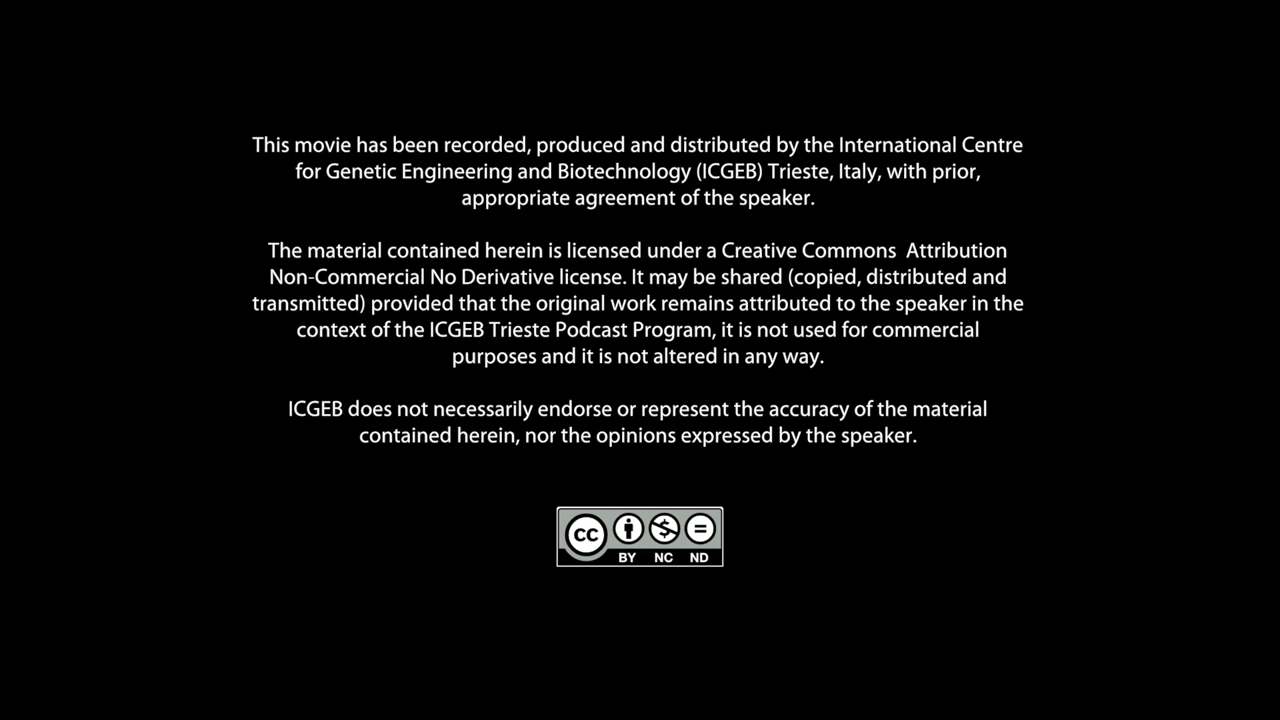 This movie has been recorded, produced and distributed by the International Centre
for Genetic Engineering and Biotechnology (ICGEB) Trieste, Italy, with prior,
appropriate agreement of the speaker.
The material contained herein is licensed under a Creative Commons  Attribution
Non-Commercial No Derivative license. It may be shared (copied, distributed and
transmitted) provided that the original work remains attributed to the speaker in the
context of the ICGEB Trieste Podcast Program, it is not used for commercial
purposes and it is not altered in any way.
ICGEB does not necessarily endorse or represent the accuracy of the material
contained herein, nor the opinions expressed by the speaker.
CC $ =
BY NC ND